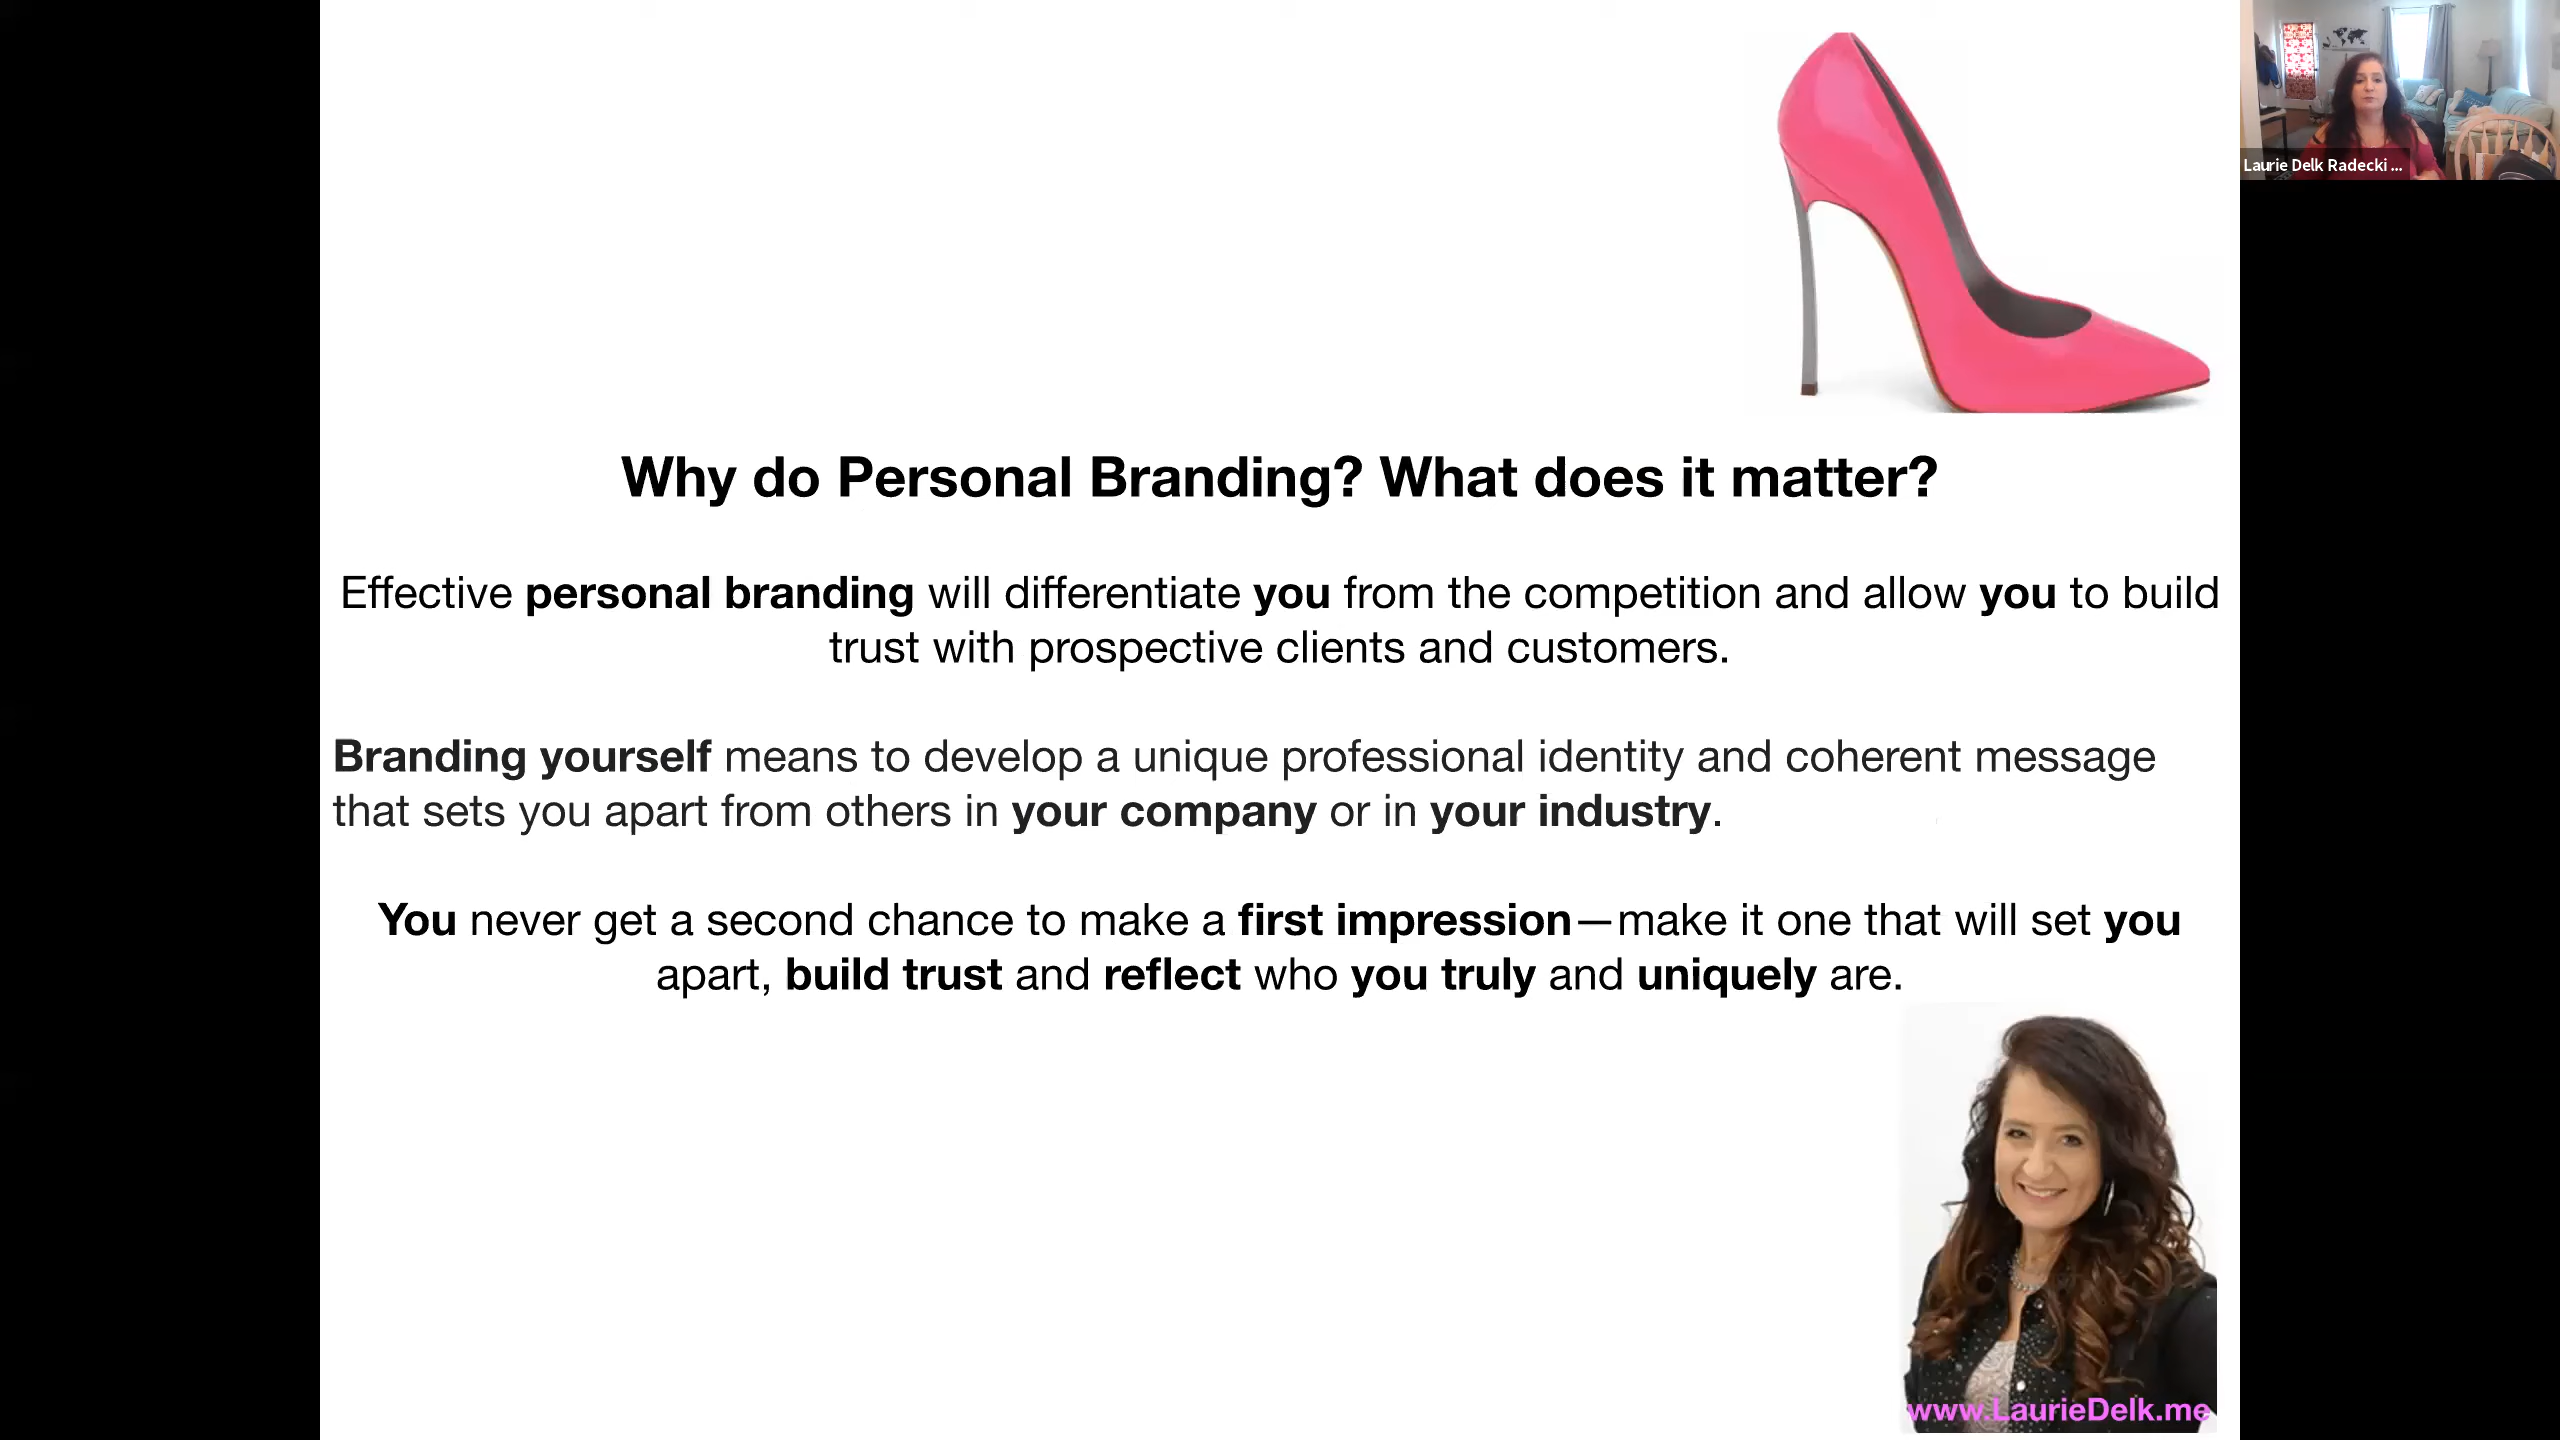 Laurie Delk Radecki ...
Why do Personal Branding? What does it matter?
Effective personal branding will differentiate you from the competition and allow you to build
trust with prospective clients and customers.
Branding yourself means to develop a unique professional identity and coherent message
that sets you apart from others in your company or in your industry.
You never get a second chance to make a first impression—make it one that will set you
apart, build trust and reflect who you truly and uniquely are.
www.LaurieDelk.me